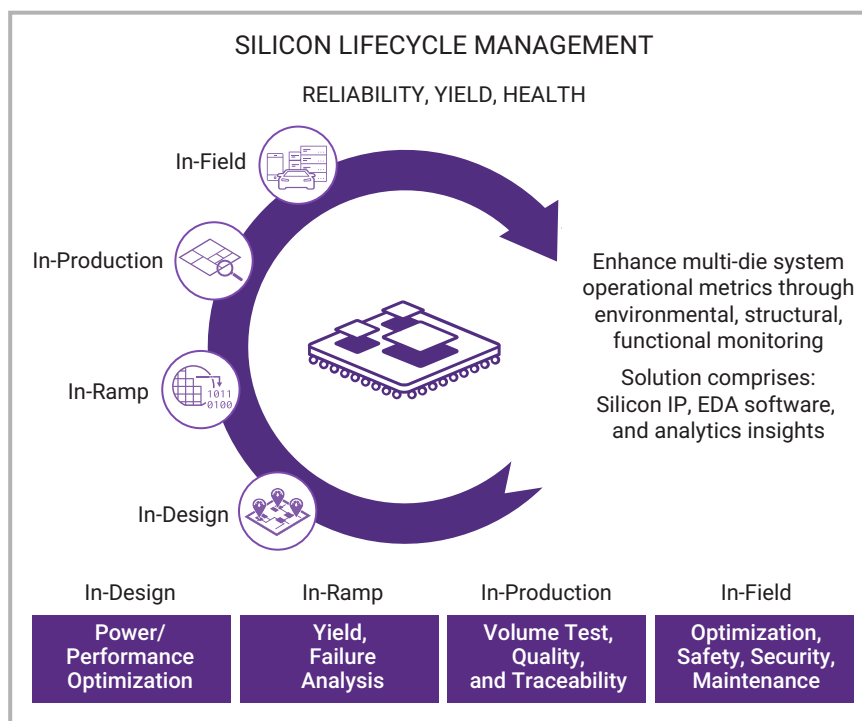 SILICON LIFECYCLE MANAGEMENT
RELIABILITY, YIELD, HEALTH
In-Field
In-Production
In-Ramp
1011
0100
In-Design
Enhance multi-die system
operational metrics through
environmental, structural,
functional monitoring
Solution comprises:
Silicon IP, EDA software,
and analytics insights
In-Design
Power/
Performance
Optimization
In-Ramp
Yield,
Failure
Analysis
In-Production
Volume Test,
Quality,
and Traceability
In-Field
Optimization,
Safety, Security,
Maintenance